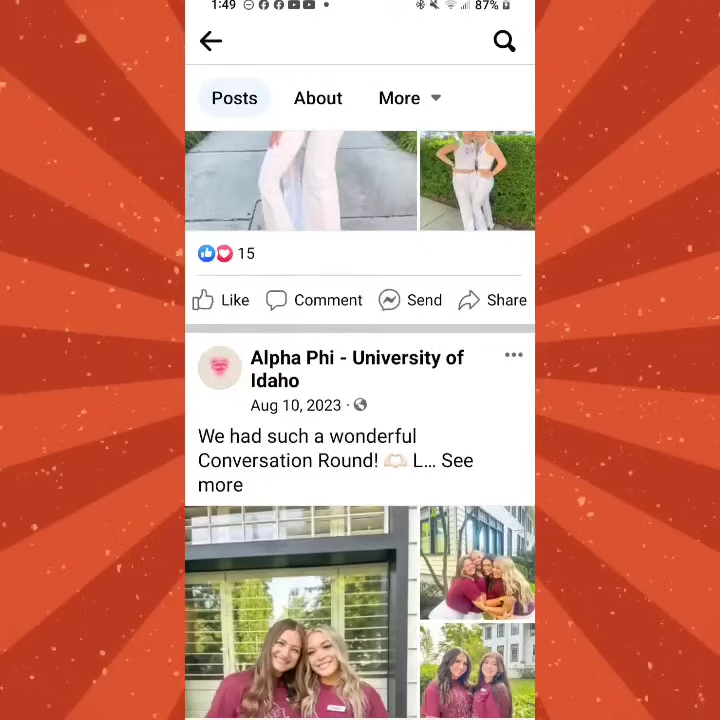 1:49
87%
Posts
About
More
15
Like
Comment
Send
Share
Alpha Phi - University of
Idaho
Aug 10, 2023 ·
We had such a wonderful
Conversation Round! 🫶🏻 L... See
more